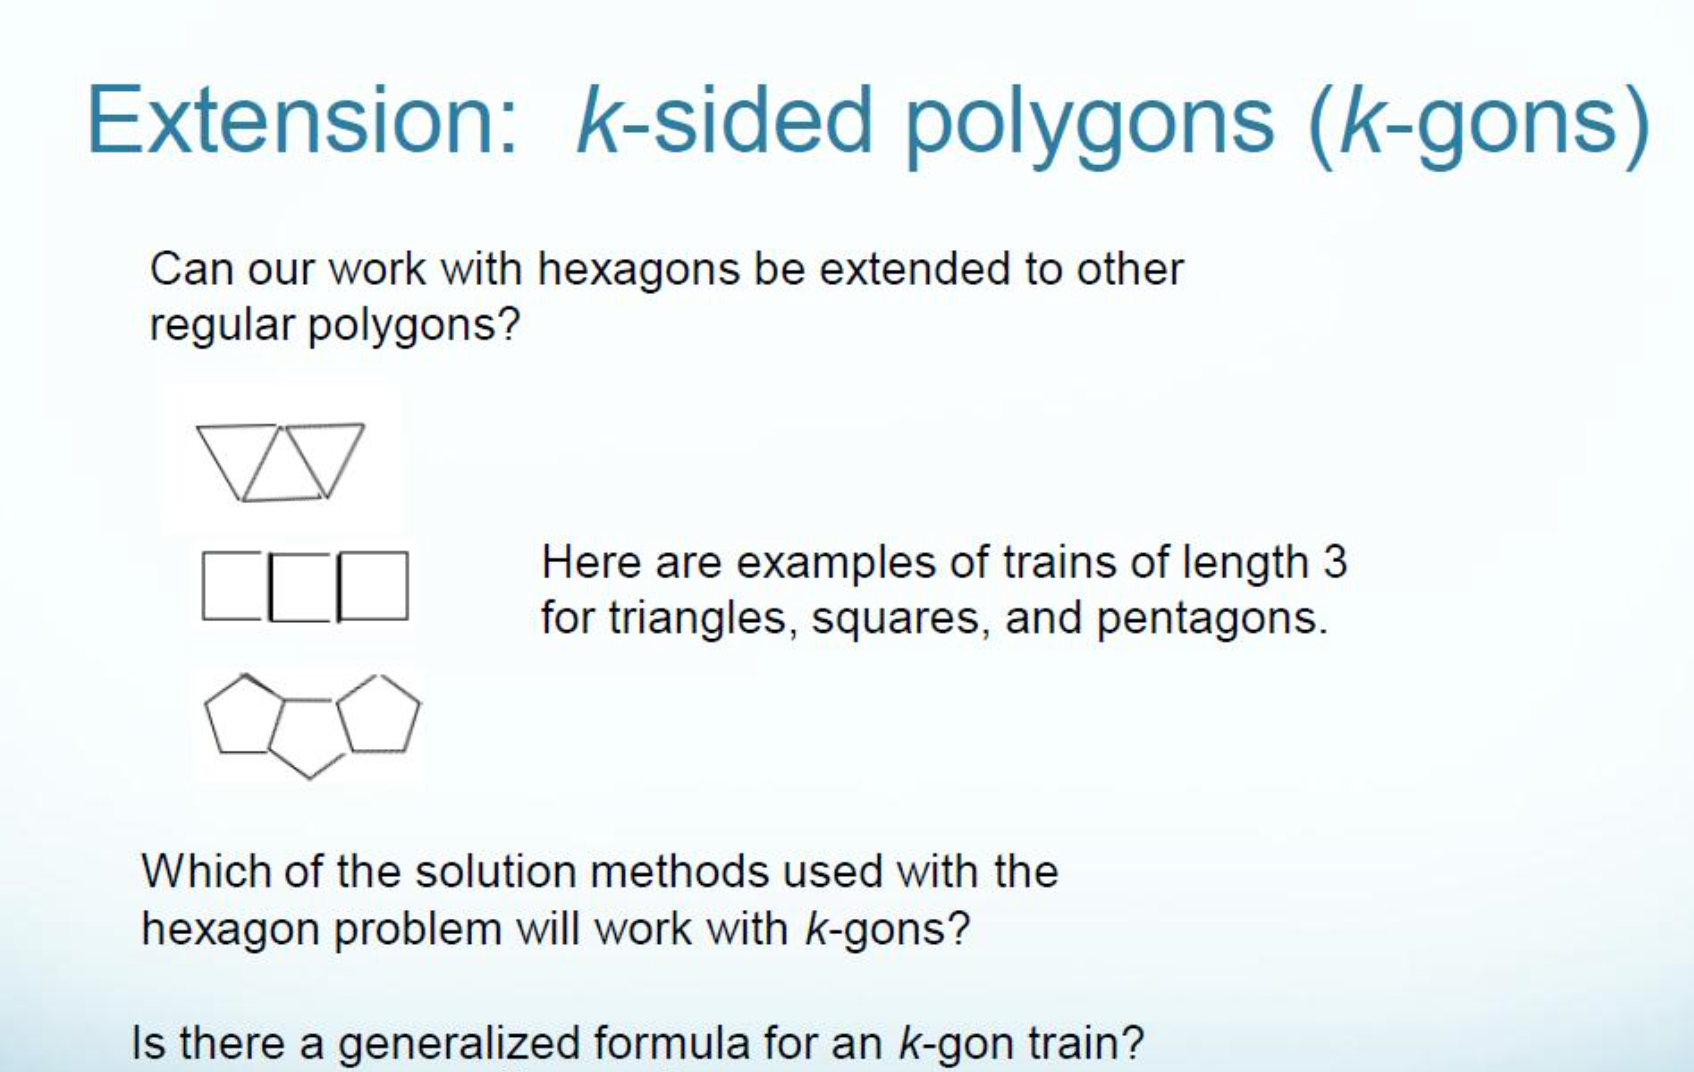 Extension: k-sided polygons (k-gons)
Can our work with hexagons be extended to other
regular polygons?
Here are examples of trains of length 3
for triangles, squares, and pentagons.
Which of the solution methods used with the
hexagon problem will work with k-gons?
Is there a generalized formula for an k-gon train?